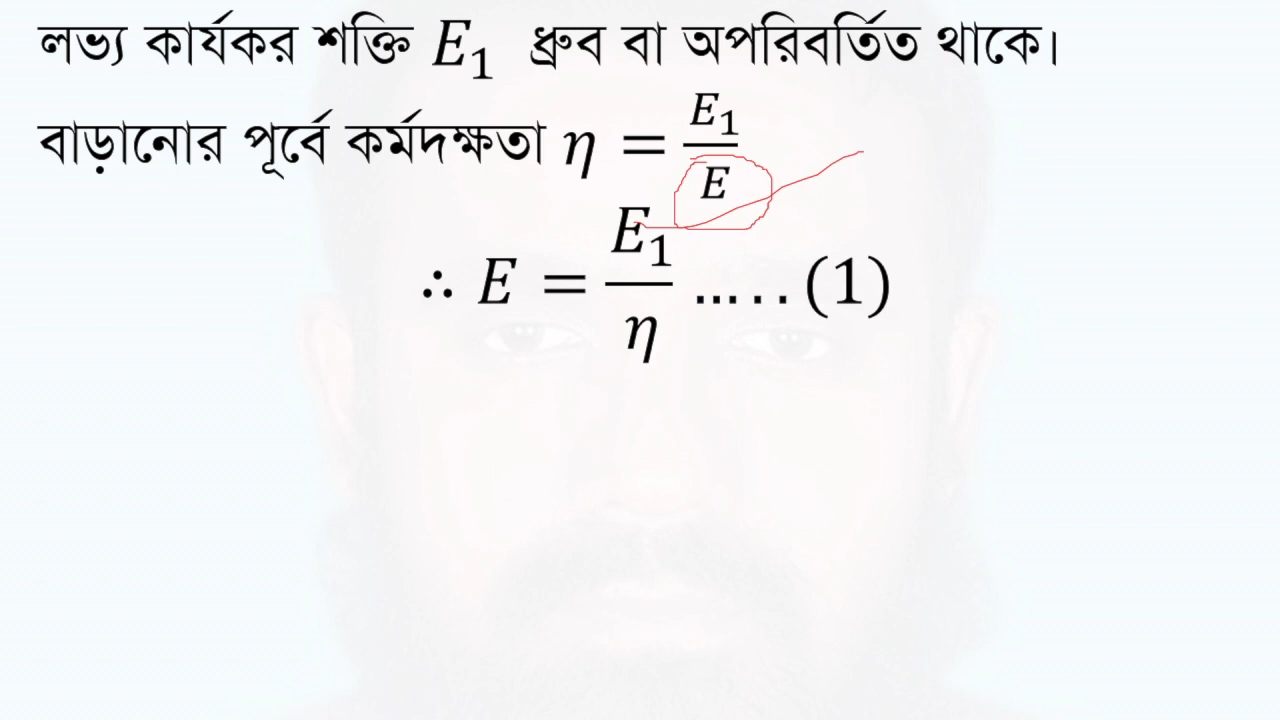 লভ্য কার্যকর শক্তি E₁ ধ্রুব বা অপরিবর্তিত থাকে।
বাড়ানোর পূর্বে কর্মদক্ষতা η = E₁/E
∴ E = E₁/η ….. (1)